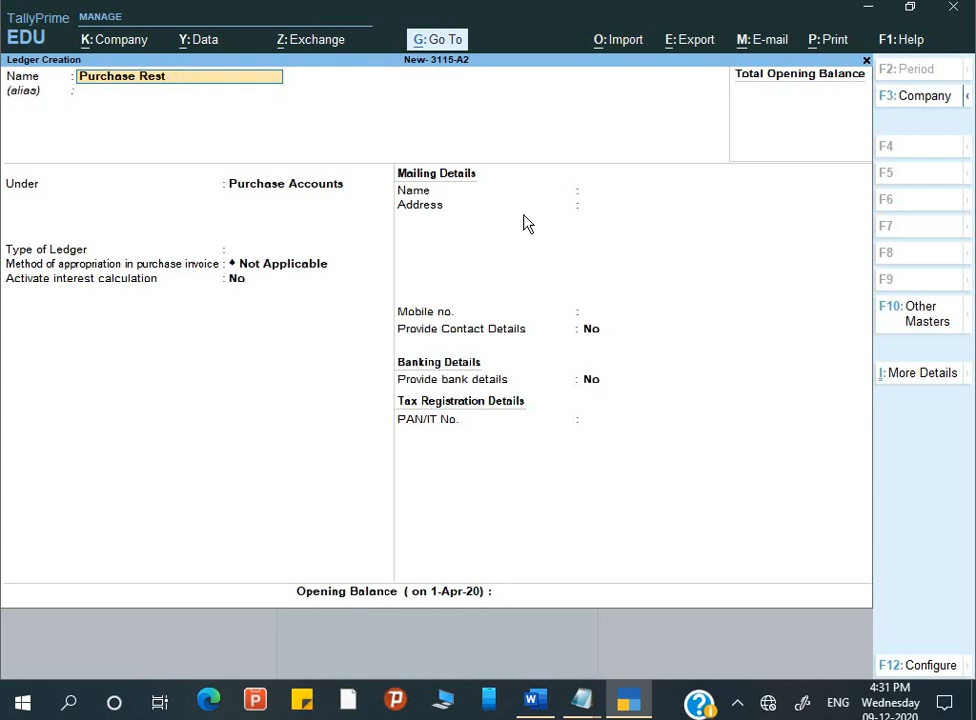 TallyPrime MANAGE
EDU
K: Company Y: Data Z: Exchange G: Go To O: Import E: Export M: E-mail P: Print F1: Help
Ledger Creation New- 3115-A2
Name : Purchase Rest
(alias) :
Total Opening Balance
F2: Period
F3: Company
F4
F5
F6
F7
F8
F9
F10: Other
Masters
I: More Details
F12: Configure
Under : Purchase Accounts
Type of Ledger :
Method of appropriation in purchase invoice : ♦ Not Applicable
Activate interest calculation : No
Mailing Details
Name :
Address :
Mobile no. :
Provide Contact Details : No
Banking Details
Provide bank details : No
Tax Registration Details
PAN/IT No. :
Opening Balance ( on 1-Apr-20) :
ENG
4:31 PM
Wednesday
09-12-2020